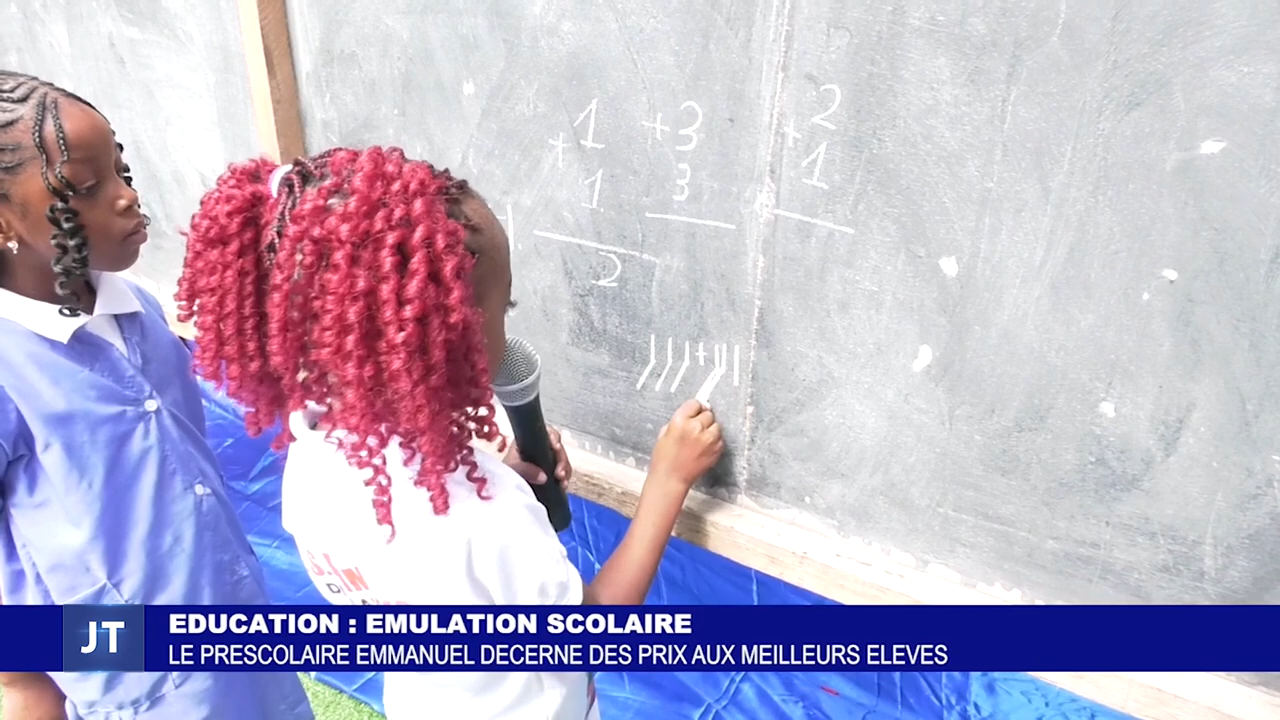 + 1 + 3 + 2
1 3 1
2
JT
EDUCATION : EMULATION SCOLAIRE
LE PRESCOLAIRE EMMANUEL DECERNE DES PRIX AUX MEILLEURS ELEVES